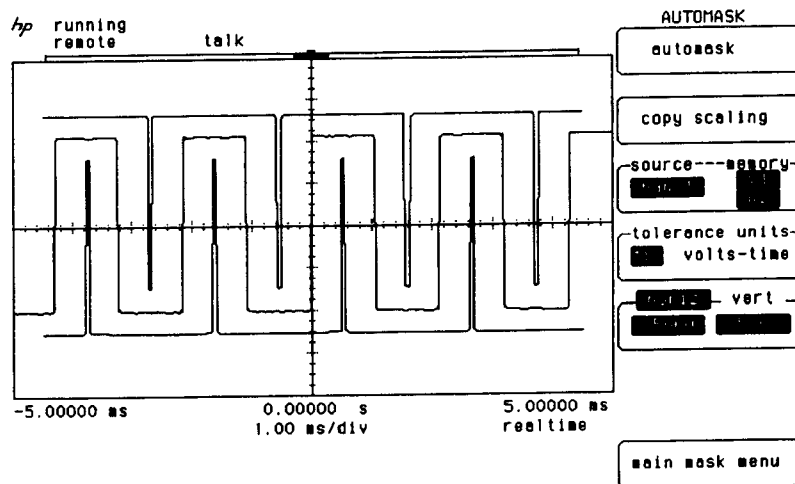 hp running
remote talk
AUTOMASK
automask
copy scaling
source---memory
tolerance units
volts-time
vert
-5.00000 ms 0.00000 s 5.00000 ms
1.00 ms/div realtime
main mask menu